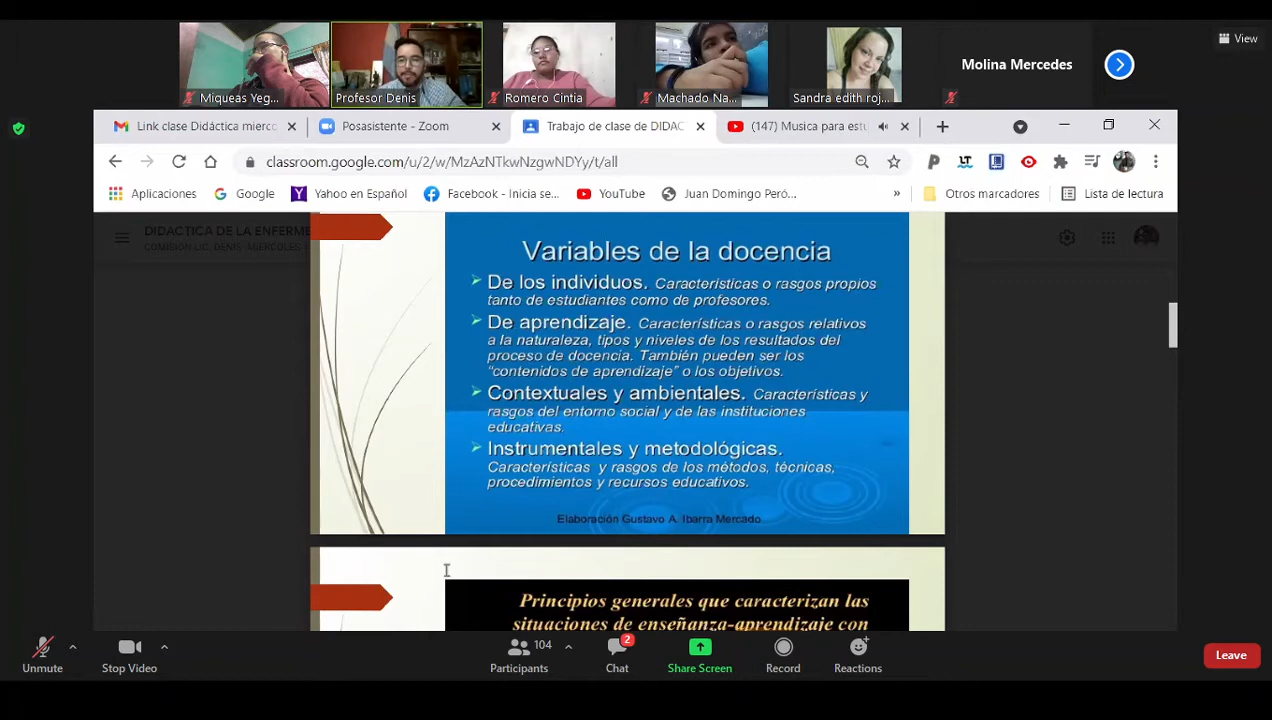 View
Miqueas Yeg...
Profesor Denis
Romero Cintia
Machado Na...
Sandra edith roj...
Molina Mercedes
Link clase Didáctica mierco
Posasistente - Zoom
Trabajo de clase de DIDAC
(147) Musica para estu
classroom.google.com/u/2/w/MzAzNTkwNzgwNDYy/t/all
Aplicaciones
Google
Yahoo en Español
Facebook - Inicia se...
YouTube
Juan Domingo Peró...
»
Otros marcadores
Lista de lectura
DIDACTICA DE LA ENFERME
COMISION LIC. DENIS. MIERCOLES
Variables de la docencia
De los individuos. Características o rasgos propios
tanto de estudiantes como de profesores.
De aprendizaje. Características o rasgos relativos
a la naturaleza, tipos y niveles de los resultados del
proceso de docencia. También pueden ser los
"contenidos de aprendizaje" o los objetivos.
Contextuales y ambientales. Características y
rasgos del entorno social y de las instituciones
educativas.
Instrumentales y metodológicas.
Características y rasgos de los métodos, técnicas,
procedimientos y recursos educativos.
Elaboración Gustavo A. Ibarra Mercado
Principios generales que caracterizan las
situaciones de enseñanza-aprendizaje con
Unmute
Stop Video
104
Participants
2
Chat
Share Screen
Record
Reactions
Leave